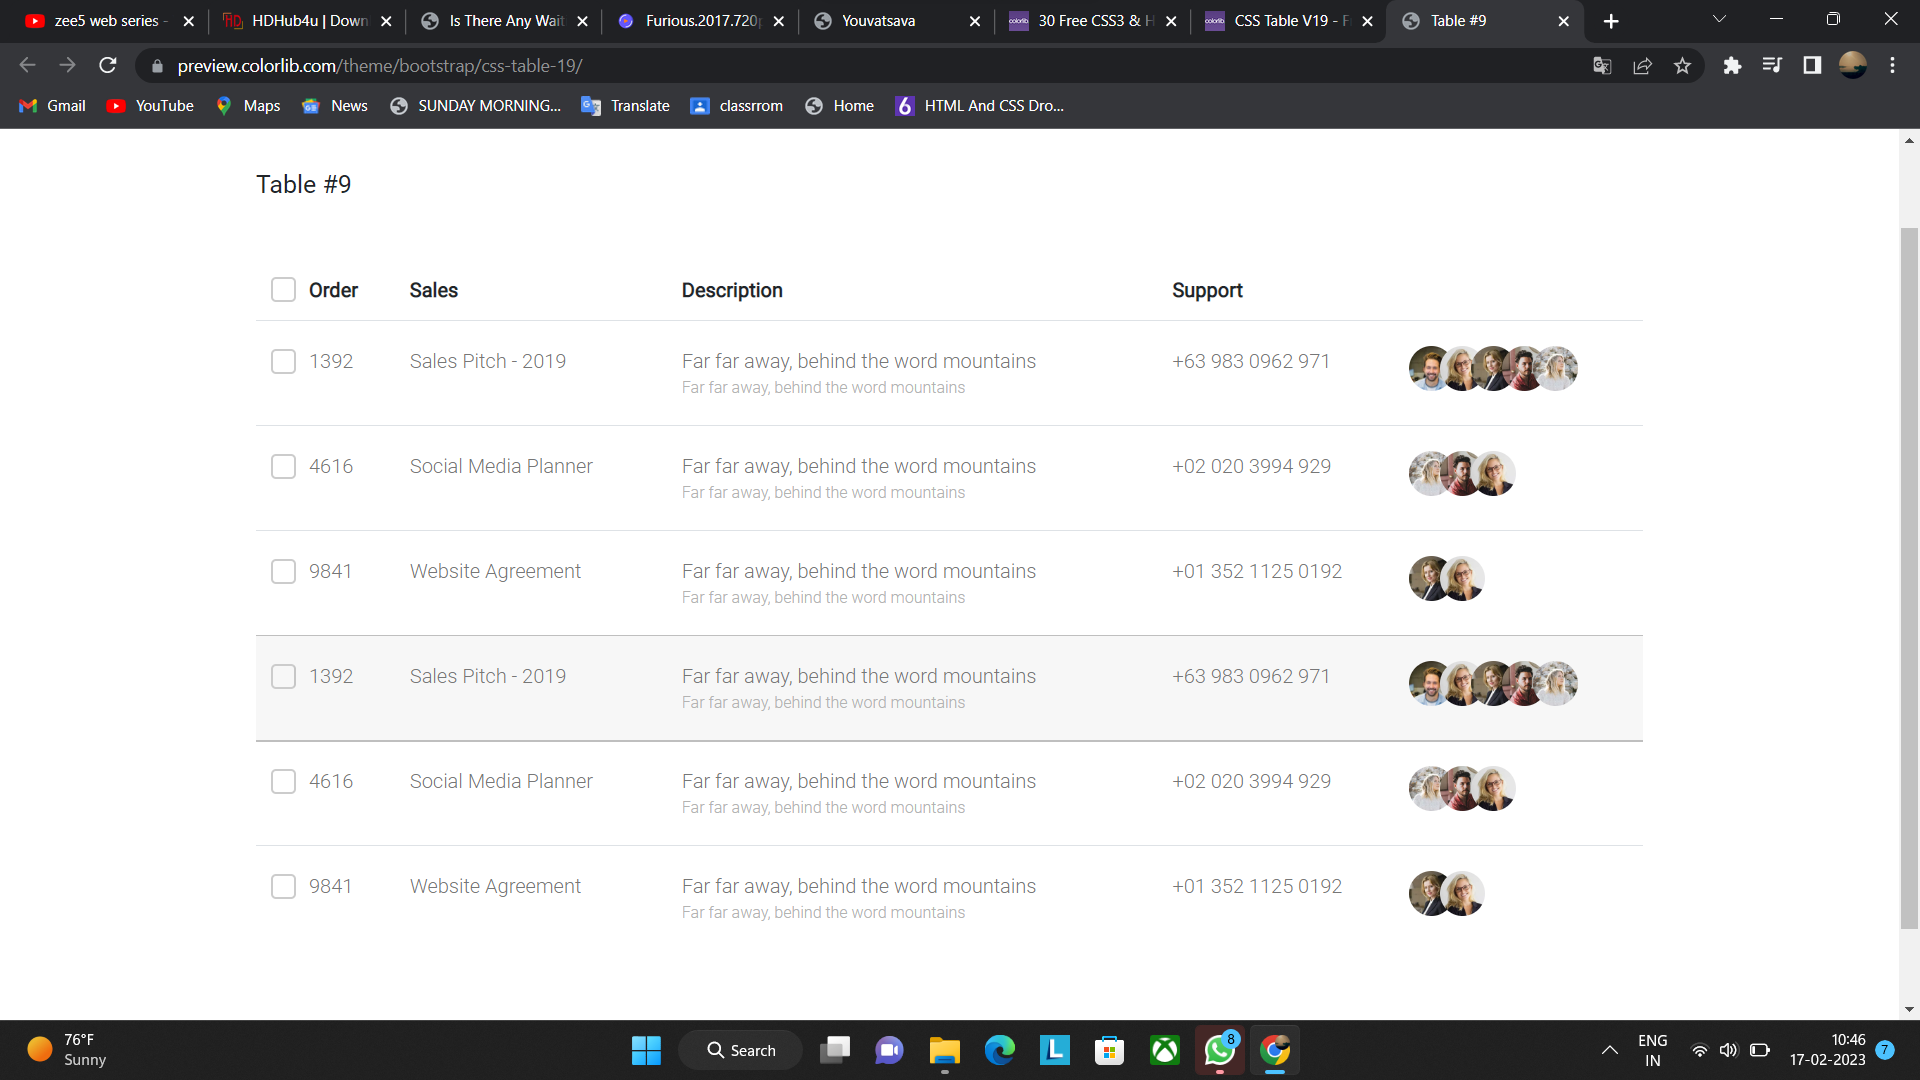 zee5 web series -
HDHub4u | Down
Is There Any Wait
Furious.2017.720p
Youvatsava
30 Free CSS3 & H
CSS Table V19 - F
Table #9
preview.colorlib.com/theme/bootstrap/css-table-19/
Gmail
YouTube
Maps
News
SUNDAY MORNING...
Translate
classrrom
Home
HTML And CSS Dro...
Table #9
Order Sales Description Support
1392 Sales Pitch - 2019 Far far away, behind the word mountains +63 983 0962 971
Far far away, behind the word mountains
4616 Social Media Planner Far far away, behind the word mountains +02 020 3994 929
Far far away, behind the word mountains
9841 Website Agreement Far far away, behind the word mountains +01 352 1125 0192
Far far away, behind the word mountains
1392 Sales Pitch - 2019 Far far away, behind the word mountains +63 983 0962 971
Far far away, behind the word mountains
4616 Social Media Planner Far far away, behind the word mountains +02 020 3994 929
Far far away, behind the word mountains
9841 Website Agreement Far far away, behind the word mountains +01 352 1125 0192
Far far away, behind the word mountains
76°F
Sunny
Search
8
ENG
IN
10:46
17-02-2023
7